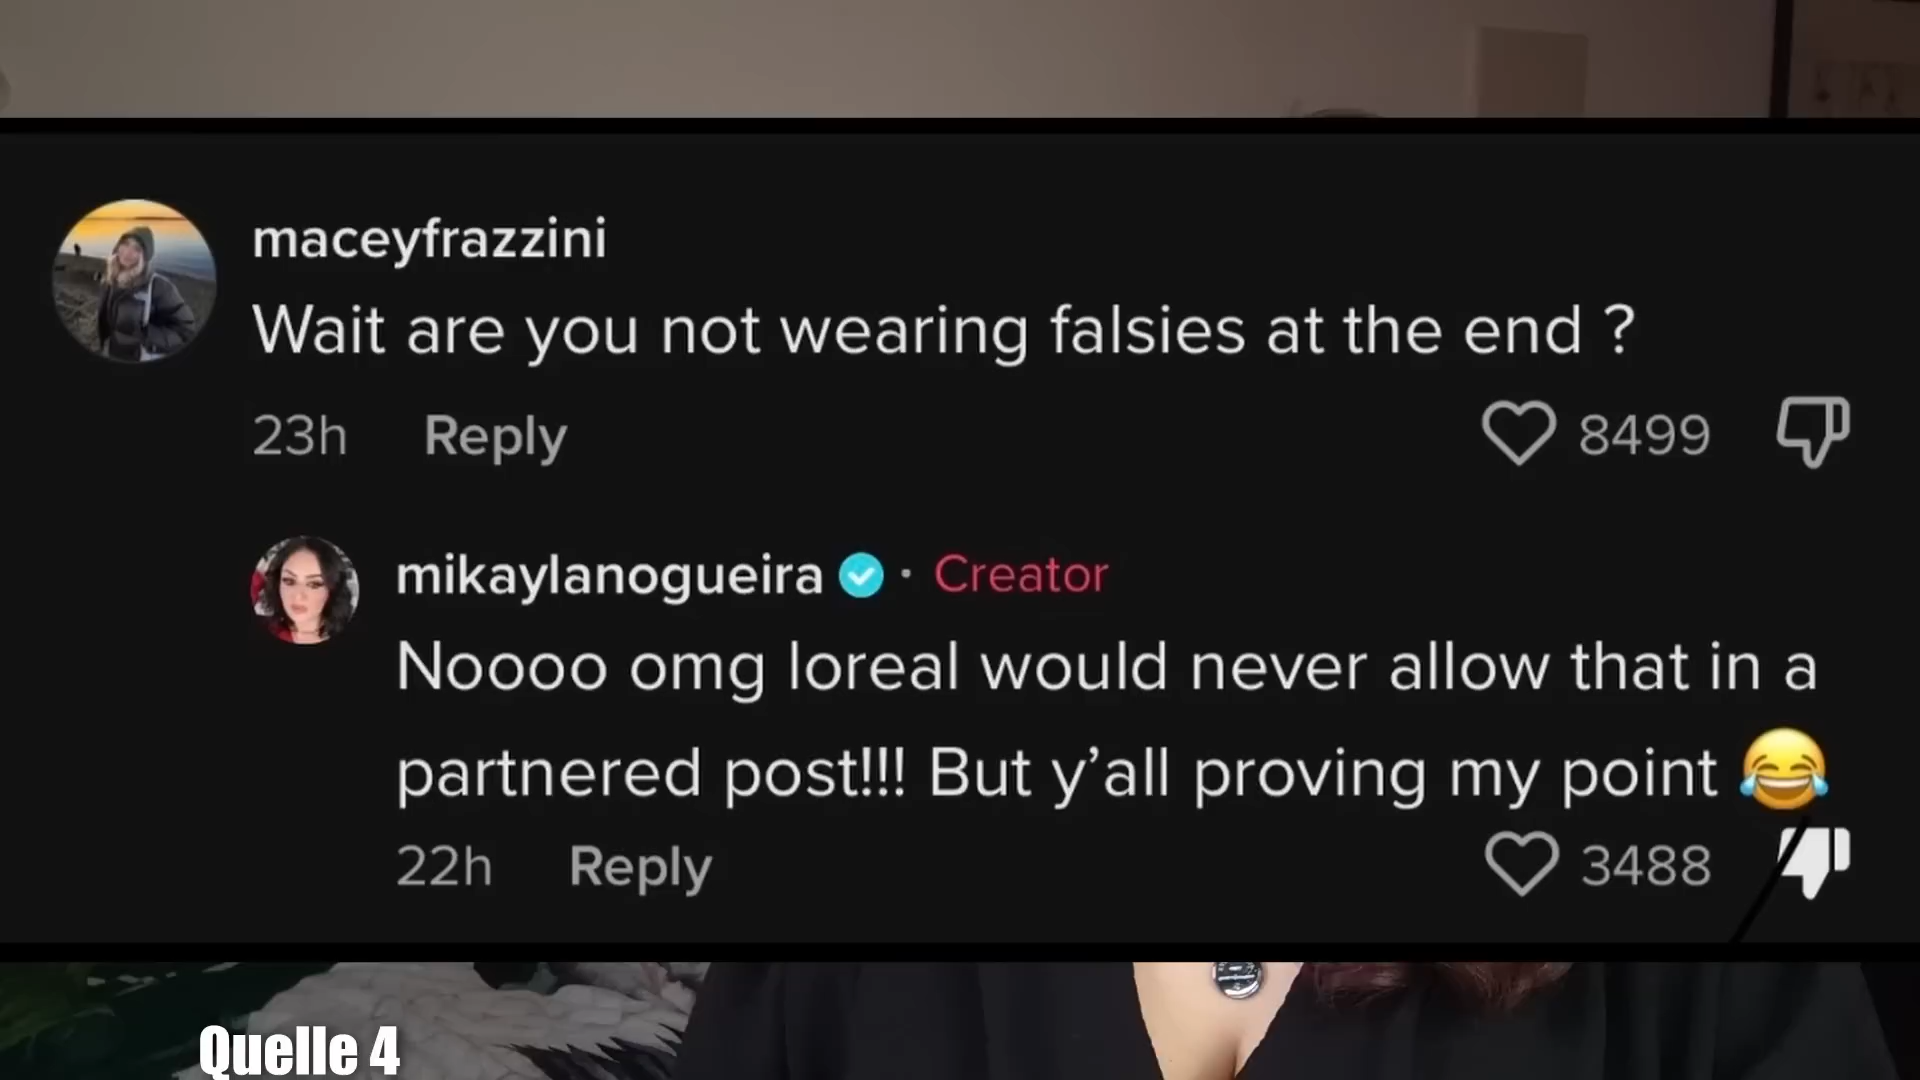 maceyfrazzini
Wait are you not wearing falsies at the end ?
23h Reply 8499
mikaylanogueira · Creator
Noooo omg loreal would never allow that in a
partnered post!!! But y’all proving my point 😂
22h Reply 3488
Quelle 4